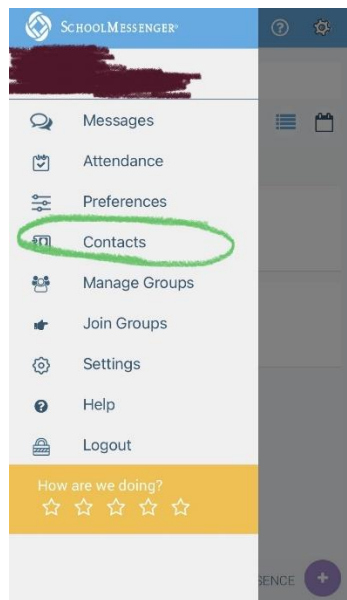 SCHOOLMESSENGER®
Messages
Attendance
Preferences
Contacts
Manage Groups
Join Groups
Settings
Help
Logout
How are we doing?
SENCE